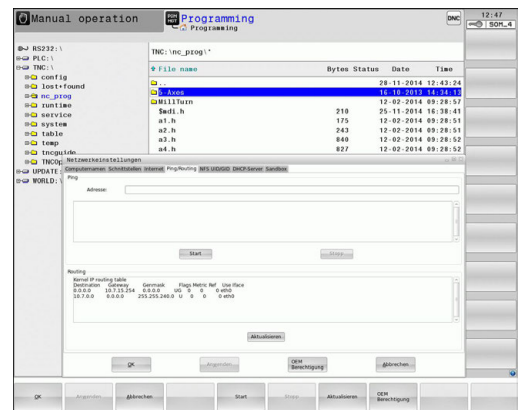 Manual operation
PGM
MGT
Programming
Programming
DNC
12:47
SOM_4
RS232:\
PLC:\
TNC:\
config
lost+found
nc_prog
runtime
service
system
table
temp
tncguide
TNCOp
UPDATE:
WORLD:\
TNC:\nc_prog\*
File name Bytes Status Date Time
.. 28-11-2014 12:43:24
5-Axes 16-10-2013 14:34:13
MillTurn 12-02-2014 09:28:57
$mdi.h 210 25-11-2014 16:38:41
a1.h 175 12-02-2014 09:28:51
a2.h 243 12-02-2014 09:28:51
a3.h 840 12-02-2014 09:28:52
a4.h 827 12-02-2014 09:28:52
Netzwerkeinstellungen
Computernamen Schnittstellen Internet Ping/Routing NFS UID/GID DHCP-Server Sandbox
Ping
Adresse:
Start Stopp
Routing
Kernel IP routing table
Destination Gateway Genmask Flags Metric Ref Use Iface
0.0.0.0 10.7.15.254 0.0.0.0 UG 0 0 0 eth0
10.7.0.0 0.0.0.0 255.255.240.0 U 0 0 0 eth0
Aktualisieren
OK Anwenden OEM Berechtigung Abbrechen
OK Anwenden Abbrechen Start Stopp Aktualisieren OEM Berechtigung